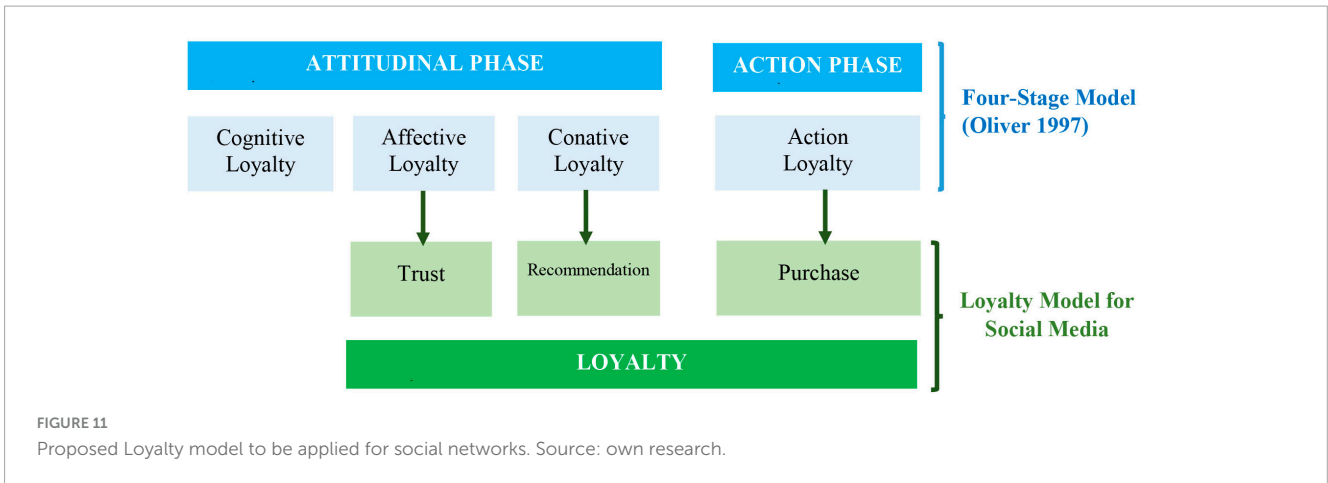 ATTITUDINAL PHASE
ACTION PHASE
Four-Stage Model
(Oliver 1997)
Cognitive
Loyalty
Affective
Loyalty
Conative
Loyalty
Action
Loyalty
Trust
Recommendation
Purchase
Loyalty Model for
Social Media
LOYALTY
FIGURE 11
Proposed Loyalty model to be applied for social networks. Source: own research.